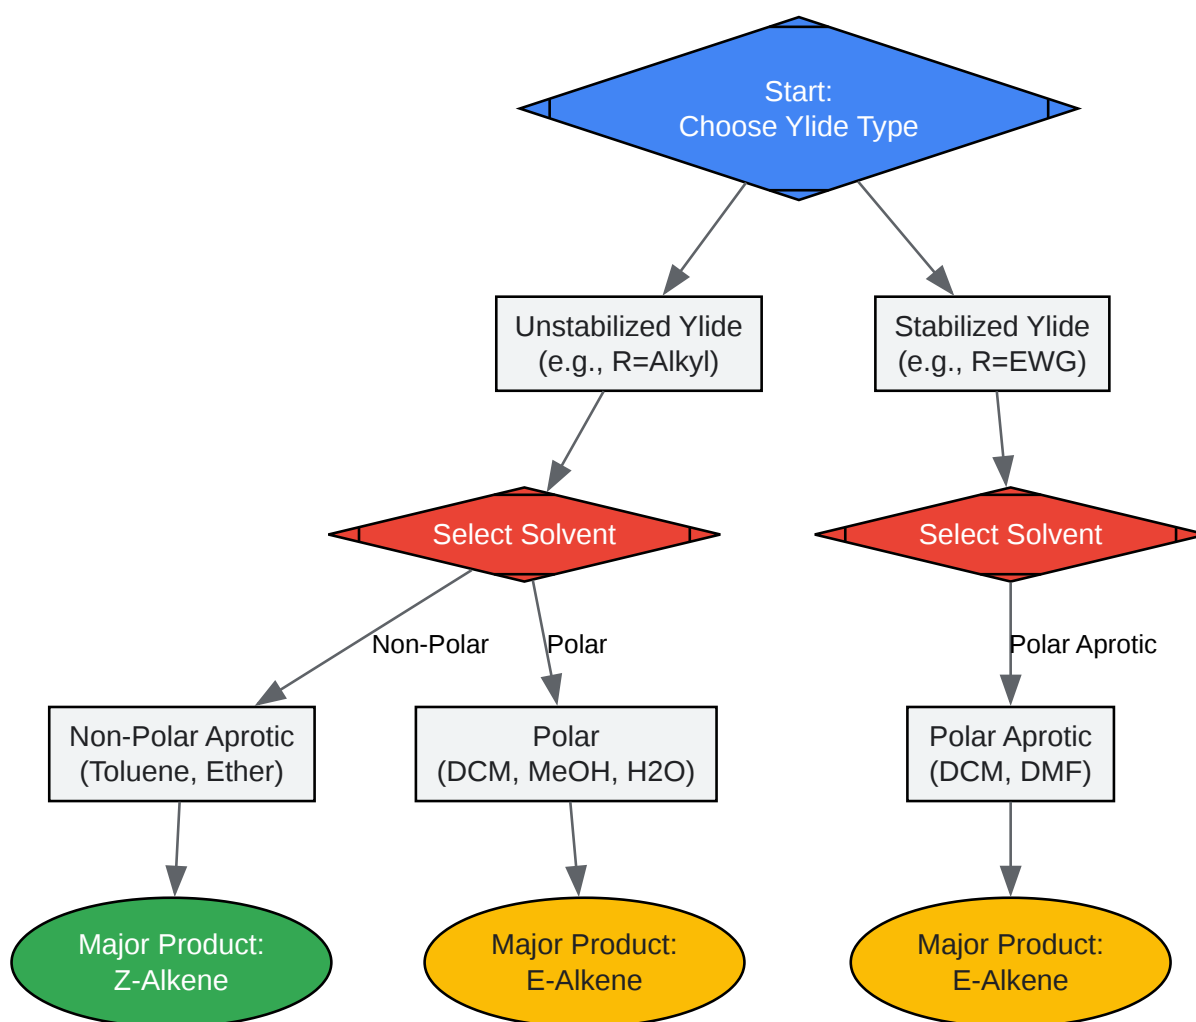 Start:
Choose Ylide Type
Unstabilized Ylide
(e.g., R=Alkyl)
Stabilized Ylide
(e.g., R=EWG)
Select Solvent
Select Solvent
Non-Polar
Polar
Polar Aprotic
Non-Polar Aprotic
(Toluene, Ether)
Polar
(DCM, MeOH, H2O)
Polar Aprotic
(DCM, DMF)
Major Product:
Z-Alkene
Major Product:
E-Alkene
Major Product:
E-Alkene